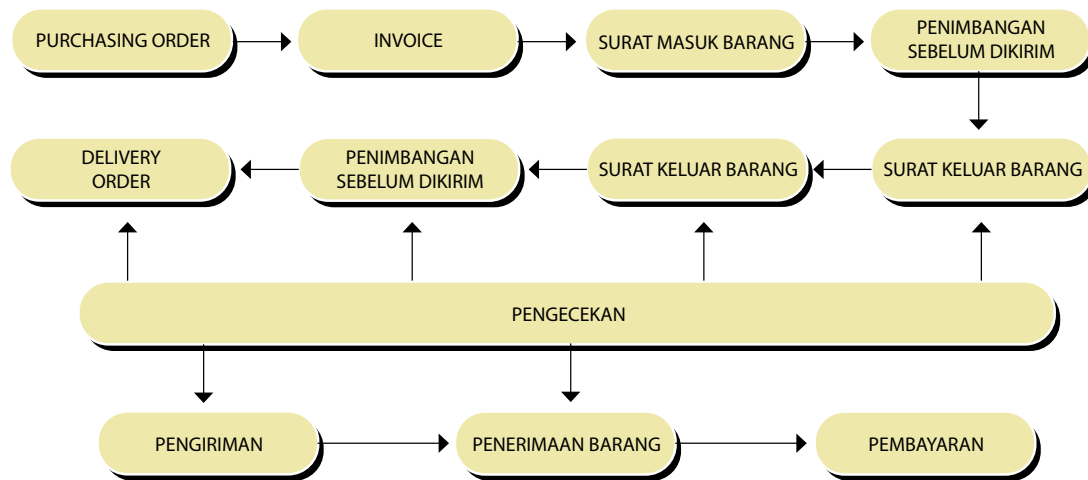 PURCHASING ORDER
INVOICE
SURAT MASUK BARANG
PENIMBANGAN
SEBELUM DIKIRIM
DELIVERY
ORDER
PENIMBANGAN
SEBELUM DIKIRIM
SURAT KELUAR BARANG
SURAT KELUAR BARANG
PENGECEKAN
PENGIRIMAN
PENERIMAAN BARANG
PEMBAYARAN